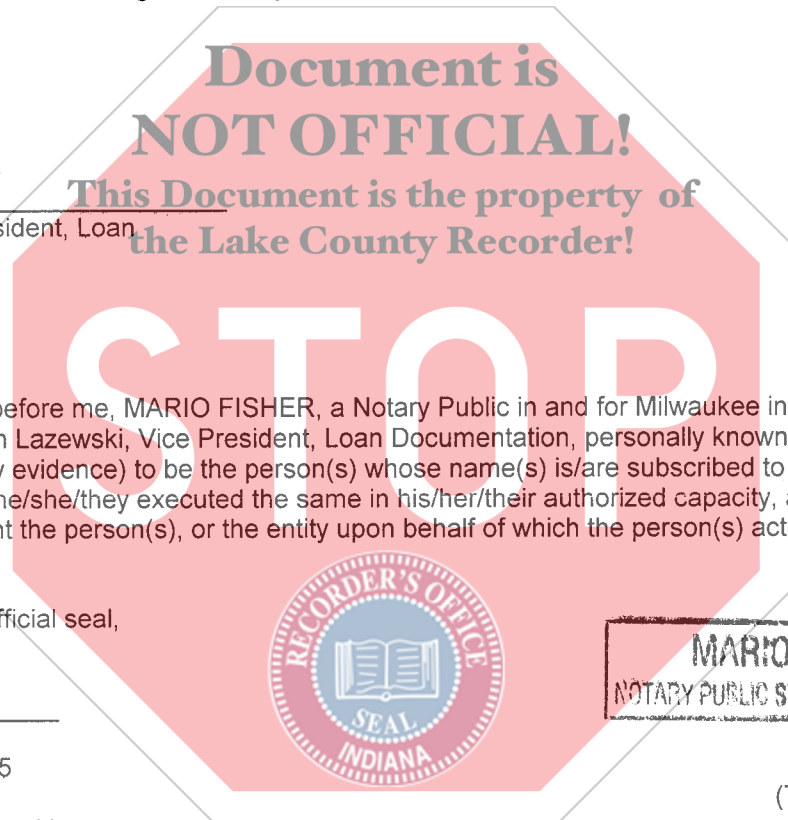 Document is
NOT OFFICIAL!
This Document is the property of
sident, Loan
the Lake County Recorder!
STOP
before me, MARIO FISHER, a Notary Public in and for Milwaukee in
n Lazewski, Vice President, Loan Documentation, personally known
y evidence) to be the person(s) whose name(s) is/are subscribed to
he/she/they executed the same in his/her/their authorized capacity, a
nt the person(s), or the entity upon behalf of which the person(s) act
fficial seal,
RECORDER'S OFFICE
SEAL
INDIANA
MARIO
NOTARY PUBLIC S
5
(T